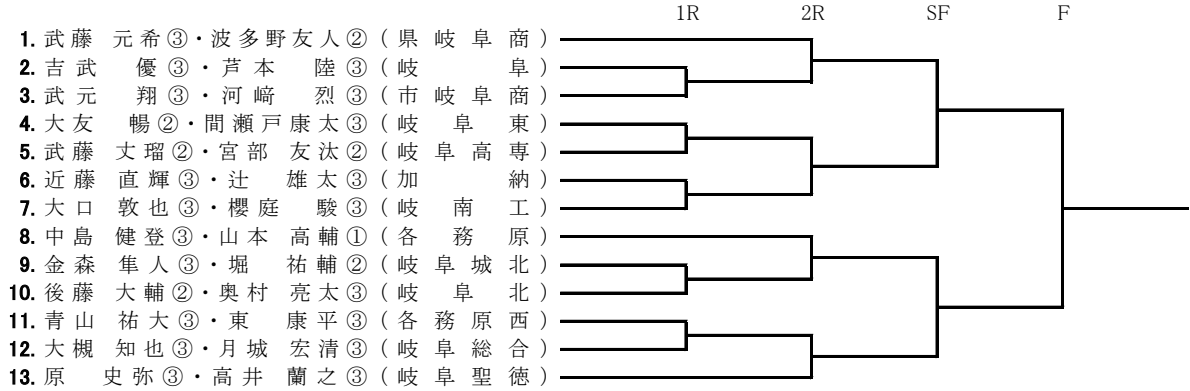 1R 2R SF F
1. 武藤 元希③・波多野友人②(県岐阜商)
2. 吉武 優③・芦本 陸③(岐阜)
3. 武元 翔③・河﨑 烈③(市岐阜商)
4. 大友 暢②・間瀬戸康太③(岐阜東)
5. 武藤 丈瑠②・宮部 友汰②(岐阜高専)
6. 近藤 直輝③・辻 雄太③(加納)
7. 大口 敦也③・櫻庭 駿③(岐南工)
8. 中島 健登③・山本 高輔①(各務原)
9. 金森 隼人③・堀 祐輔②(岐阜城北)
10. 後藤 大輔②・奥村 亮太③(岐阜北)
11. 青山 祐大③・東 康平③(各務原西)
12. 大槻 知也③・月城 宏清③(岐阜総合)
13. 原 史弥③・高井 蘭之③(岐阜聖徳)